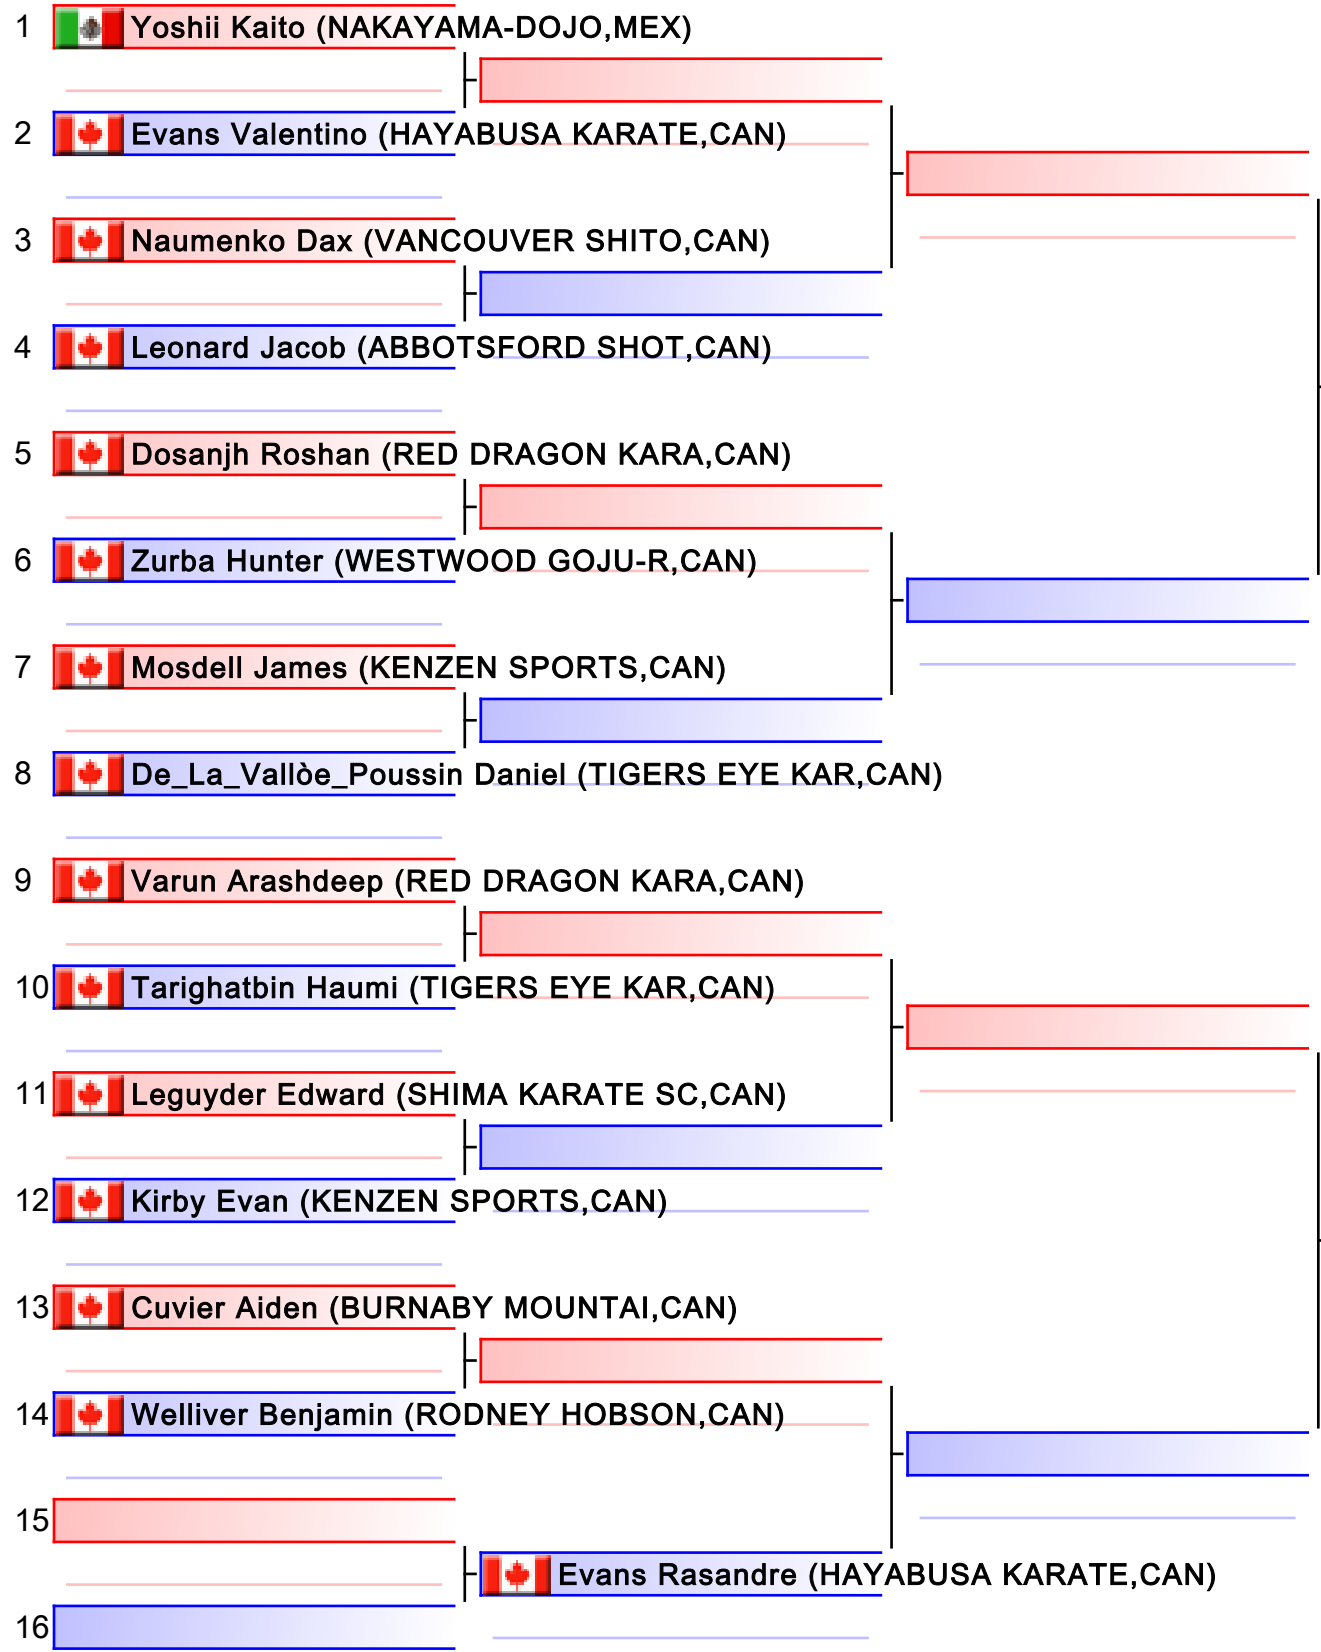 1 Yoshii Kaito (NAKAYAMA-DOJO,MEX)
2 Evans Valentino (HAYABUSA KARATE,CAN)
3 Naumenko Dax (VANCOUVER SHITO,CAN)
4 Leonard Jacob (ABBOTSFORD SHOT,CAN)
5 Dosanjh Roshan (RED DRAGON KARA,CAN)
6 Zurba Hunter (WESTWOOD GOJU-R,CAN)
7 Mosdell James (KENZEN SPORTS,CAN)
8 De_La_Vallòe_Poussin Daniel (TIGERS EYE KAR,CAN)
9 Varun Arashdeep (RED DRAGON KARA,CAN)
10 Tarighatbin Haumi (TIGERS EYE KAR,CAN)
11 Leguyder Edward (SHIMA KARATE SC,CAN)
12 Kirby Evan (KENZEN SPORTS,CAN)
13 Cuvier Aiden (BURNABY MOUNTAI,CAN)
14 Welliver Benjamin (RODNEY HOBSON,CAN)
15
Evans Rasandre (HAYABUSA KARATE,CAN)
16